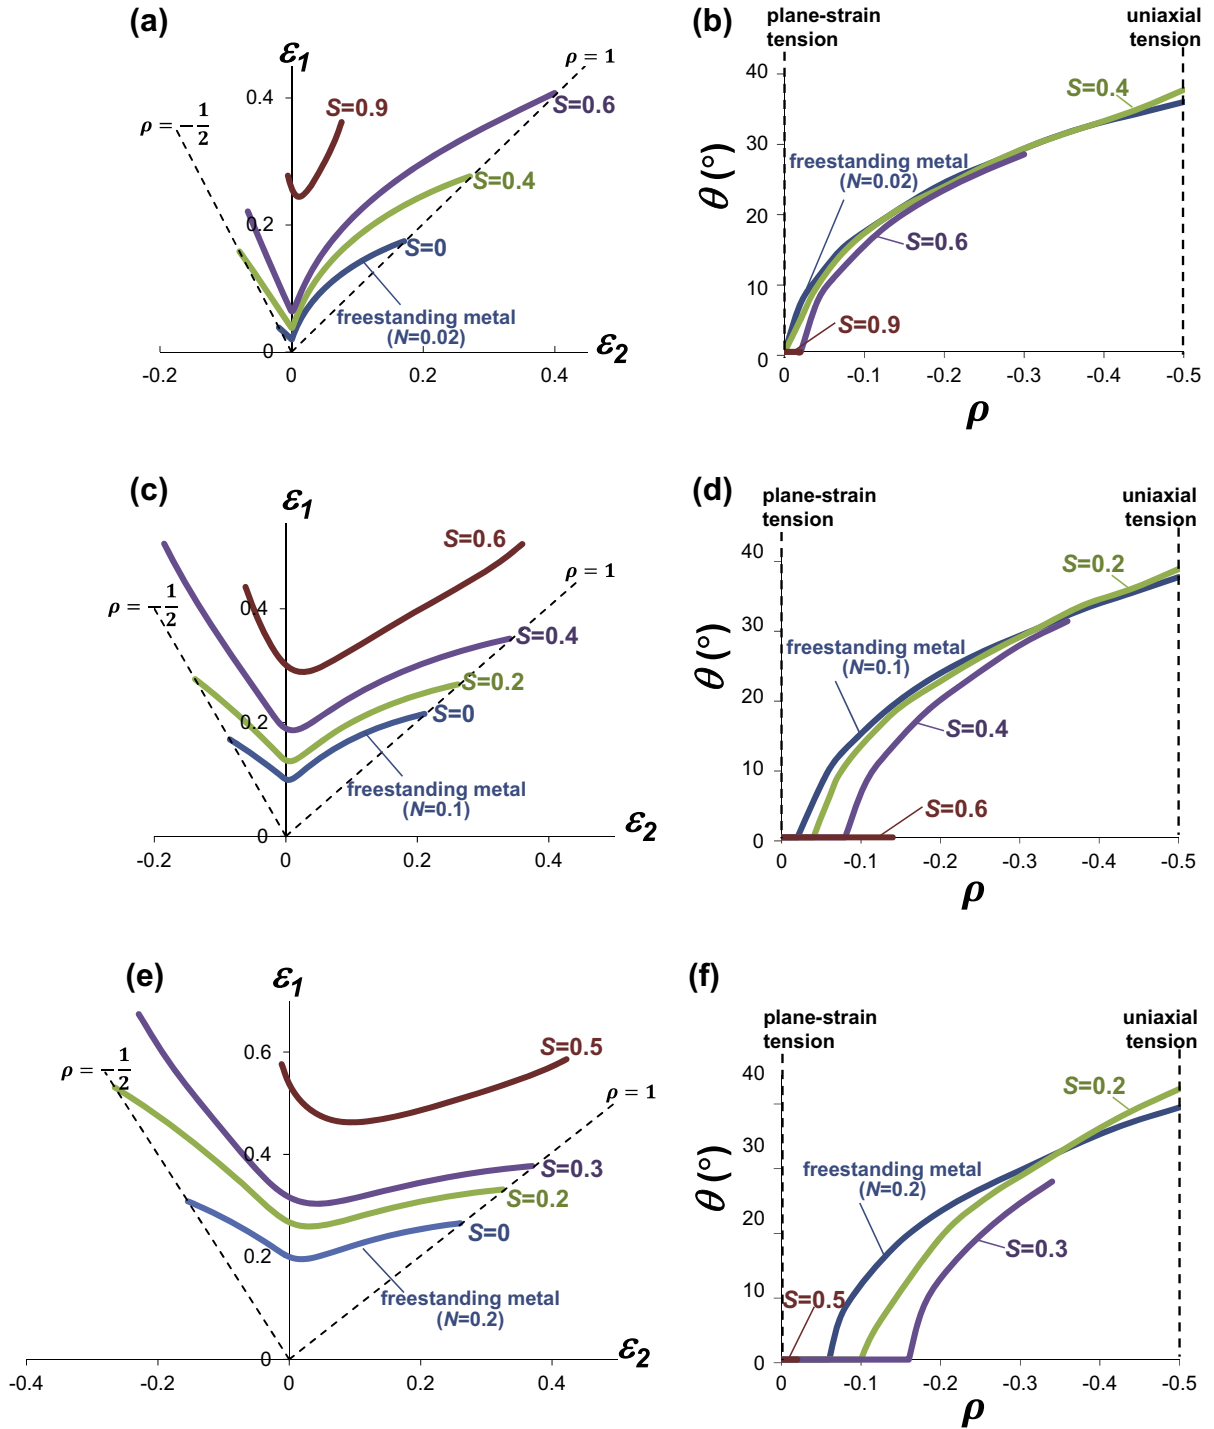 (a)
ε1
ρ = 1
0.4
S=0.9
S=0.6
ρ = −1/2
S=0.4
0.2
S=0
freestanding metal
(N=0.02)
0
ε2
-0.2
0
0.2
0.4
(b)
plane-strain
tension
uniaxial
tension
40
S=0.4
30
freestanding metal
(N=0.02)
θ (°)
20
S=0.6
10
S=0.9
0
0
-0.1
-0.2
-0.3
-0.4
-0.5
ρ
(c)
ε1
S=0.6
ρ = 1
ρ = −1/2
0.4
S=0.4
S=0.2
0.2
S=0
freestanding metal
(N=0.1)
0
ε2
-0.2
0
0.2
0.4
(d)
plane-strain
tension
uniaxial
tension
40
S=0.2
30
freestanding metal
(N=0.1)
θ (°)
20
S=0.4
10
S=0.6
0
0
-0.1
-0.2
-0.3
-0.4
-0.5
ρ
(e)
ε1
0.6
S=0.5
ρ = −1/2
ρ = 1
0.4
S=0.3
S=0.2
0.2
S=0
freestanding metal
(N=0.2)
0
ε2
-0.4
-0.2
0
0.2
0.4
(f)
plane-strain
tension
uniaxial
tension
40
S=0.2
30
freestanding metal
(N=0.2)
θ (°)
20
S=0.3
10
S=0.5
0
0
-0.1
-0.2
-0.3
-0.4
-0.5
ρ